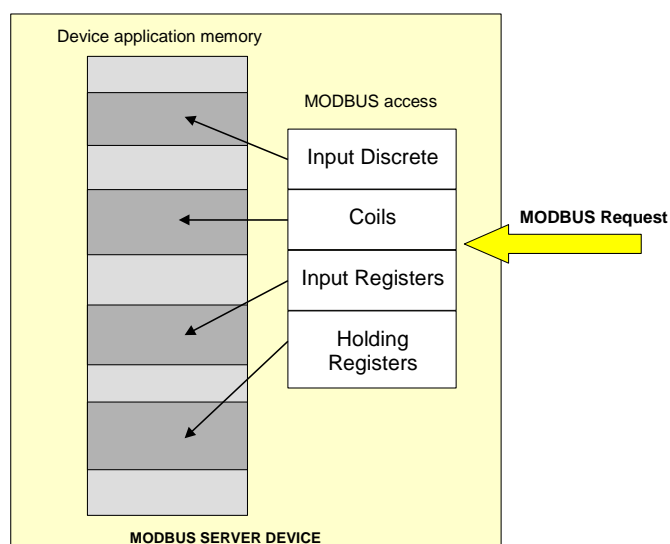 Device application memory
MODBUS access
Input Discrete
Coils
Input Registers
Holding
Registers
MODBUS Request
MODBUS SERVER DEVICE